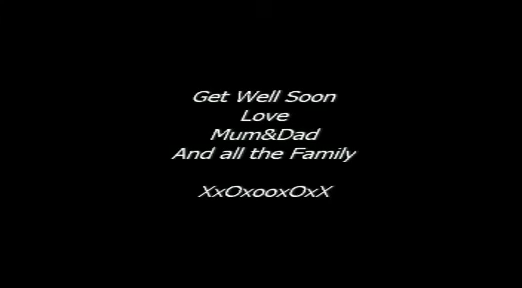 Get Well Soon
Love
Mum&Dad
And all the Family
XxOxooxOxX